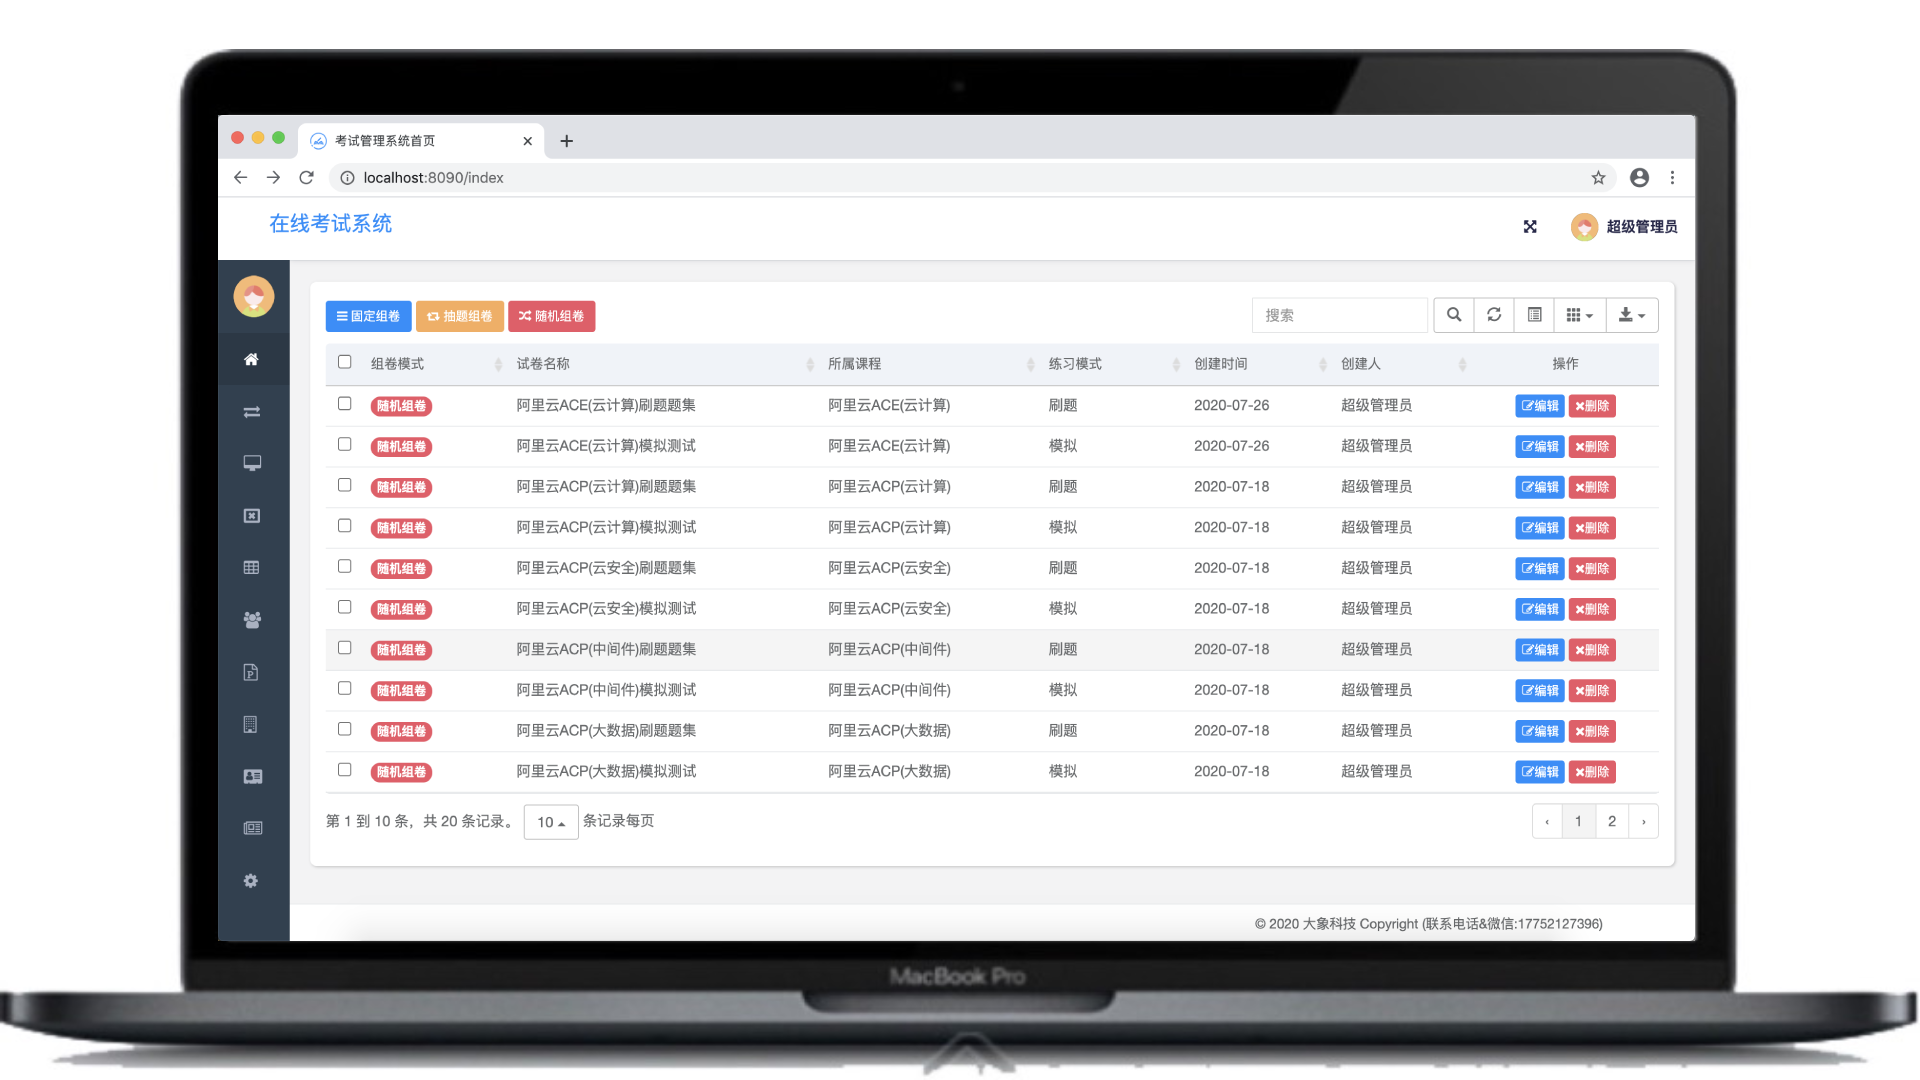 考试管理系统首页
localhost:8090/index
在线考试系统
超级管理员
固定组卷 抽题组卷 随机组卷 搜索
组卷模式 试卷名称 所属课程 练习模式 创建时间 创建人 操作
随机组卷 阿里云ACE(云计算)刷题题集 阿里云ACE(云计算) 刷题 2020-07-26 超级管理员 编辑 删除
随机组卷 阿里云ACE(云计算)模拟测试 阿里云ACE(云计算) 模拟 2020-07-26 超级管理员 编辑 删除
随机组卷 阿里云ACP(云计算)刷题题集 阿里云ACP(云计算) 刷题 2020-07-18 超级管理员 编辑 删除
随机组卷 阿里云ACP(云计算)模拟测试 阿里云ACP(云计算) 模拟 2020-07-18 超级管理员 编辑 删除
随机组卷 阿里云ACP(云安全)刷题题集 阿里云ACP(云安全) 刷题 2020-07-18 超级管理员 编辑 删除
随机组卷 阿里云ACP(云安全)模拟测试 阿里云ACP(云安全) 模拟 2020-07-18 超级管理员 编辑 删除
随机组卷 阿里云ACP(中间件)刷题题集 阿里云ACP(中间件) 刷题 2020-07-18 超级管理员 编辑 删除
随机组卷 阿里云ACP(中间件)模拟测试 阿里云ACP(中间件) 模拟 2020-07-18 超级管理员 编辑 删除
随机组卷 阿里云ACP(大数据)刷题题集 阿里云ACP(大数据) 刷题 2020-07-18 超级管理员 编辑 删除
随机组卷 阿里云ACP(大数据)模拟测试 阿里云ACP(大数据) 模拟 2020-07-18 超级管理员 编辑 删除
第 1 到 10 条，共 20 条记录。 10 条记录每页 ‹ 1 2 ›
© 2020 大象科技 Copyright (联系电话&微信:17752127396)
MacBook Pro